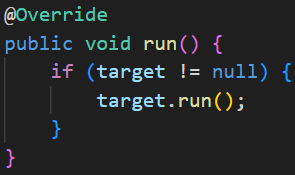 @Override
public void run() {
    if (target != null) {
        target.run();
    }
}